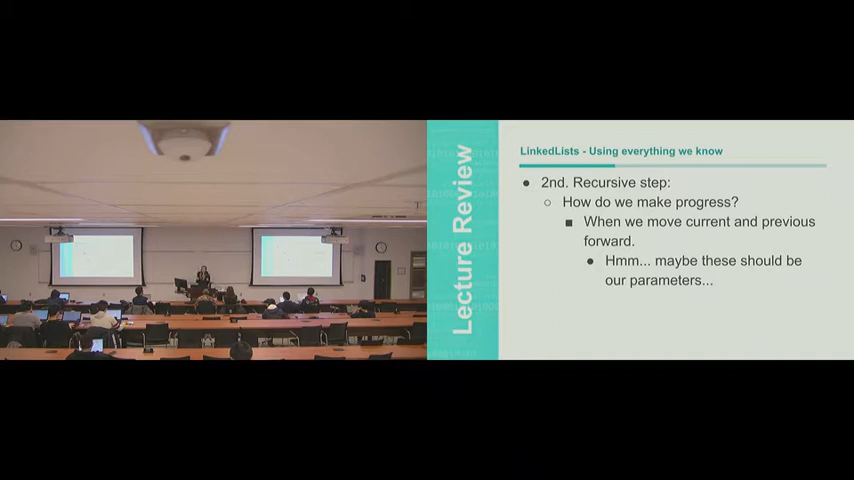 Lecture Review
LinkedLists - Using everything we know
● 2nd. Recursive step:
○ How do we make progress?
■ When we move current and previous
forward.
● Hmm... maybe these should be
our parameters...